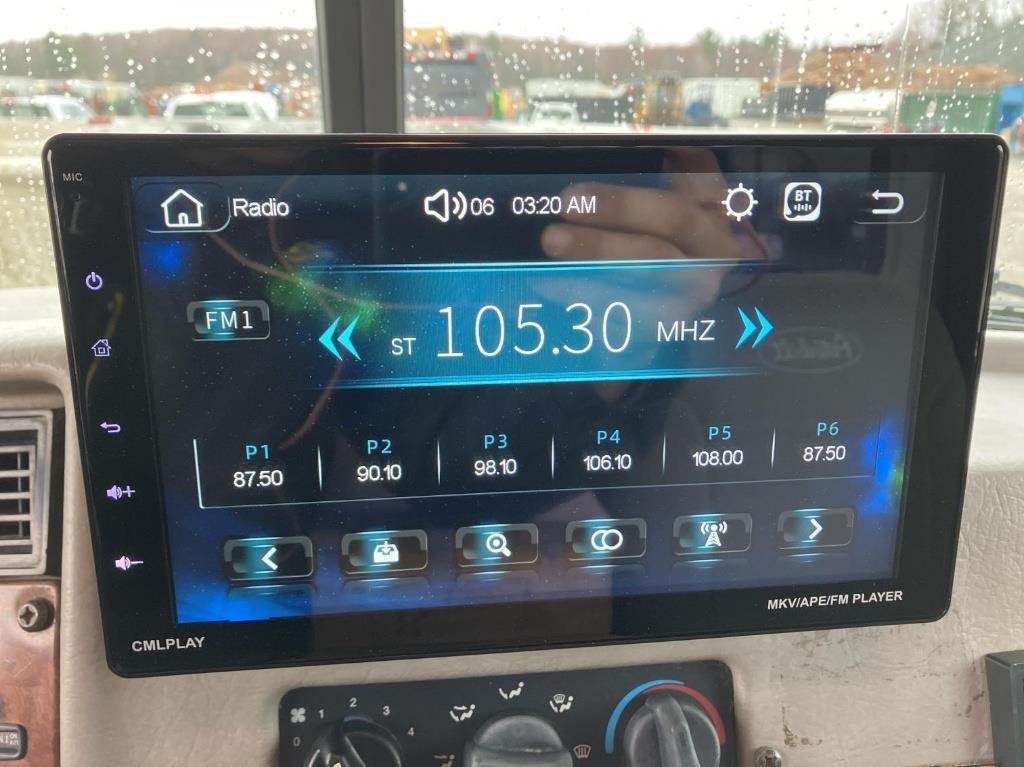 MIC
Radio 06 03:20 AM BT
FM1
ST 105.30 MHZ
P1 P2 P3 P4 P5 P6
87.50 90.10 98.10 106.10 108.00 87.50
MKV/APE/FM PLAYER
CMLPLAY
0 1 2 3 4